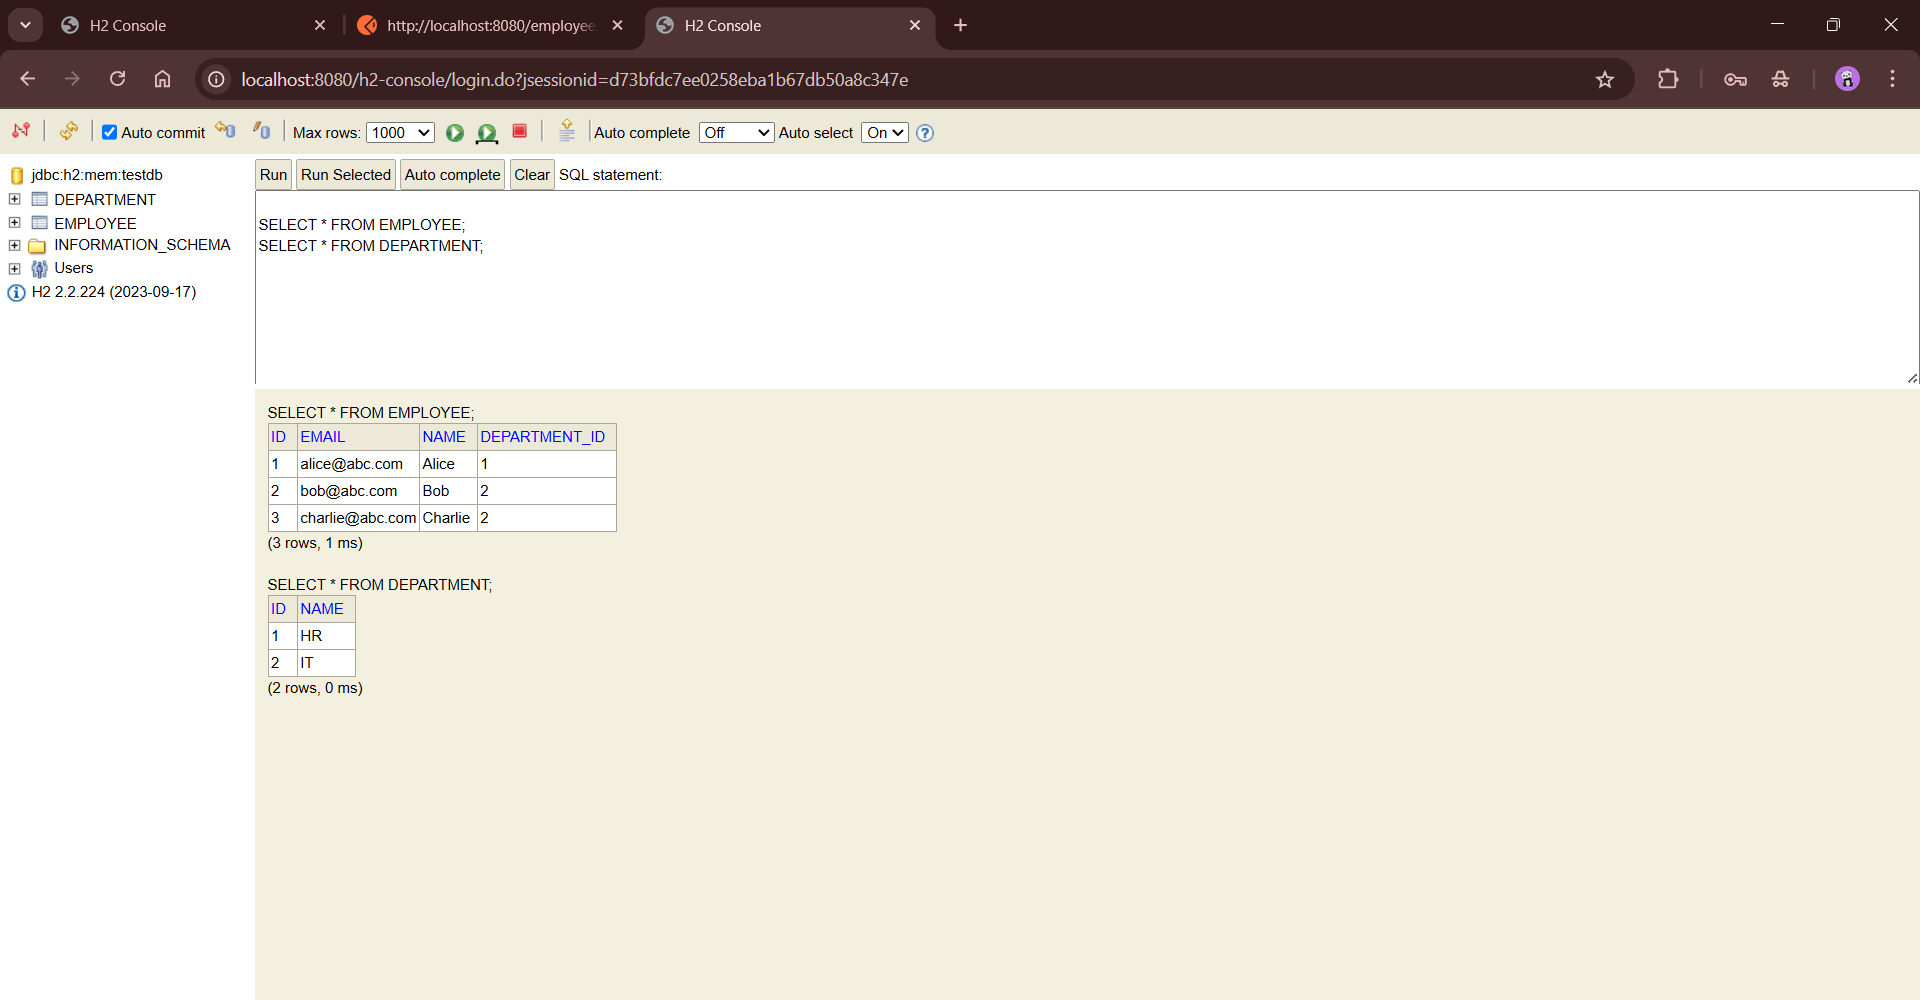 H2 Console
http://localhost:8080/employee
H2 Console
localhost:8080/h2-console/login.do?jsessionid=d73bfdc7ee0258eba1b67db50a8c347e
Auto commit Max rows: 1000 Auto complete Off Auto select On
jdbc:h2:mem:testdb
DEPARTMENT
EMPLOYEE
INFORMATION_SCHEMA
Users
H2 2.2.224 (2023-09-17)
Run Run Selected Auto complete Clear SQL statement:
SELECT * FROM EMPLOYEE;
SELECT * FROM DEPARTMENT;
SELECT * FROM EMPLOYEE;
ID EMAIL NAME DEPARTMENT_ID
1 alice@abc.com Alice 1
2 bob@abc.com Bob 2
3 charlie@abc.com Charlie 2
(3 rows, 1 ms)
SELECT * FROM DEPARTMENT;
ID NAME
1 HR
2 IT
(2 rows, 0 ms)